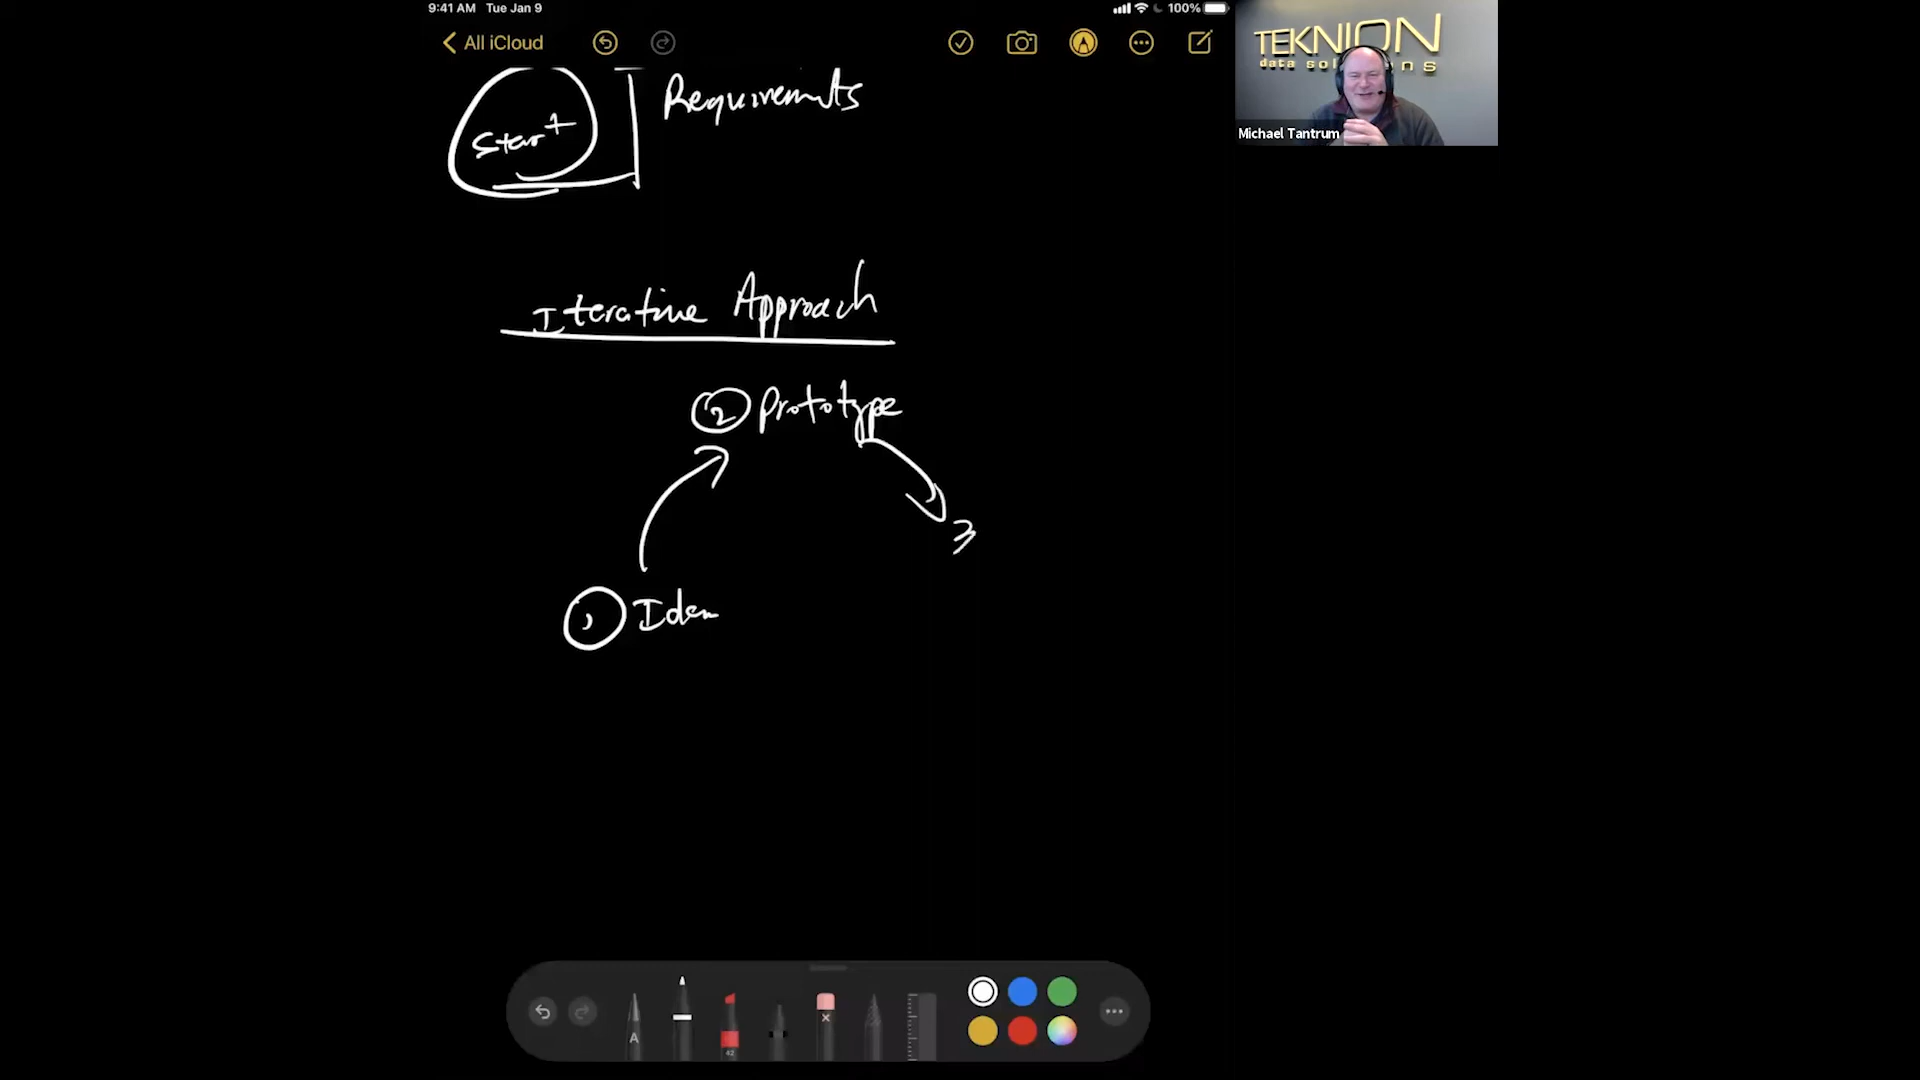 9:41 AM Tue Jan 9
100%
All iCloud
TEKNION
data solutions
Michael Tantrum
Start
Requirements
Iterative Approach
2 Prototype
3
1 Idea
A
42